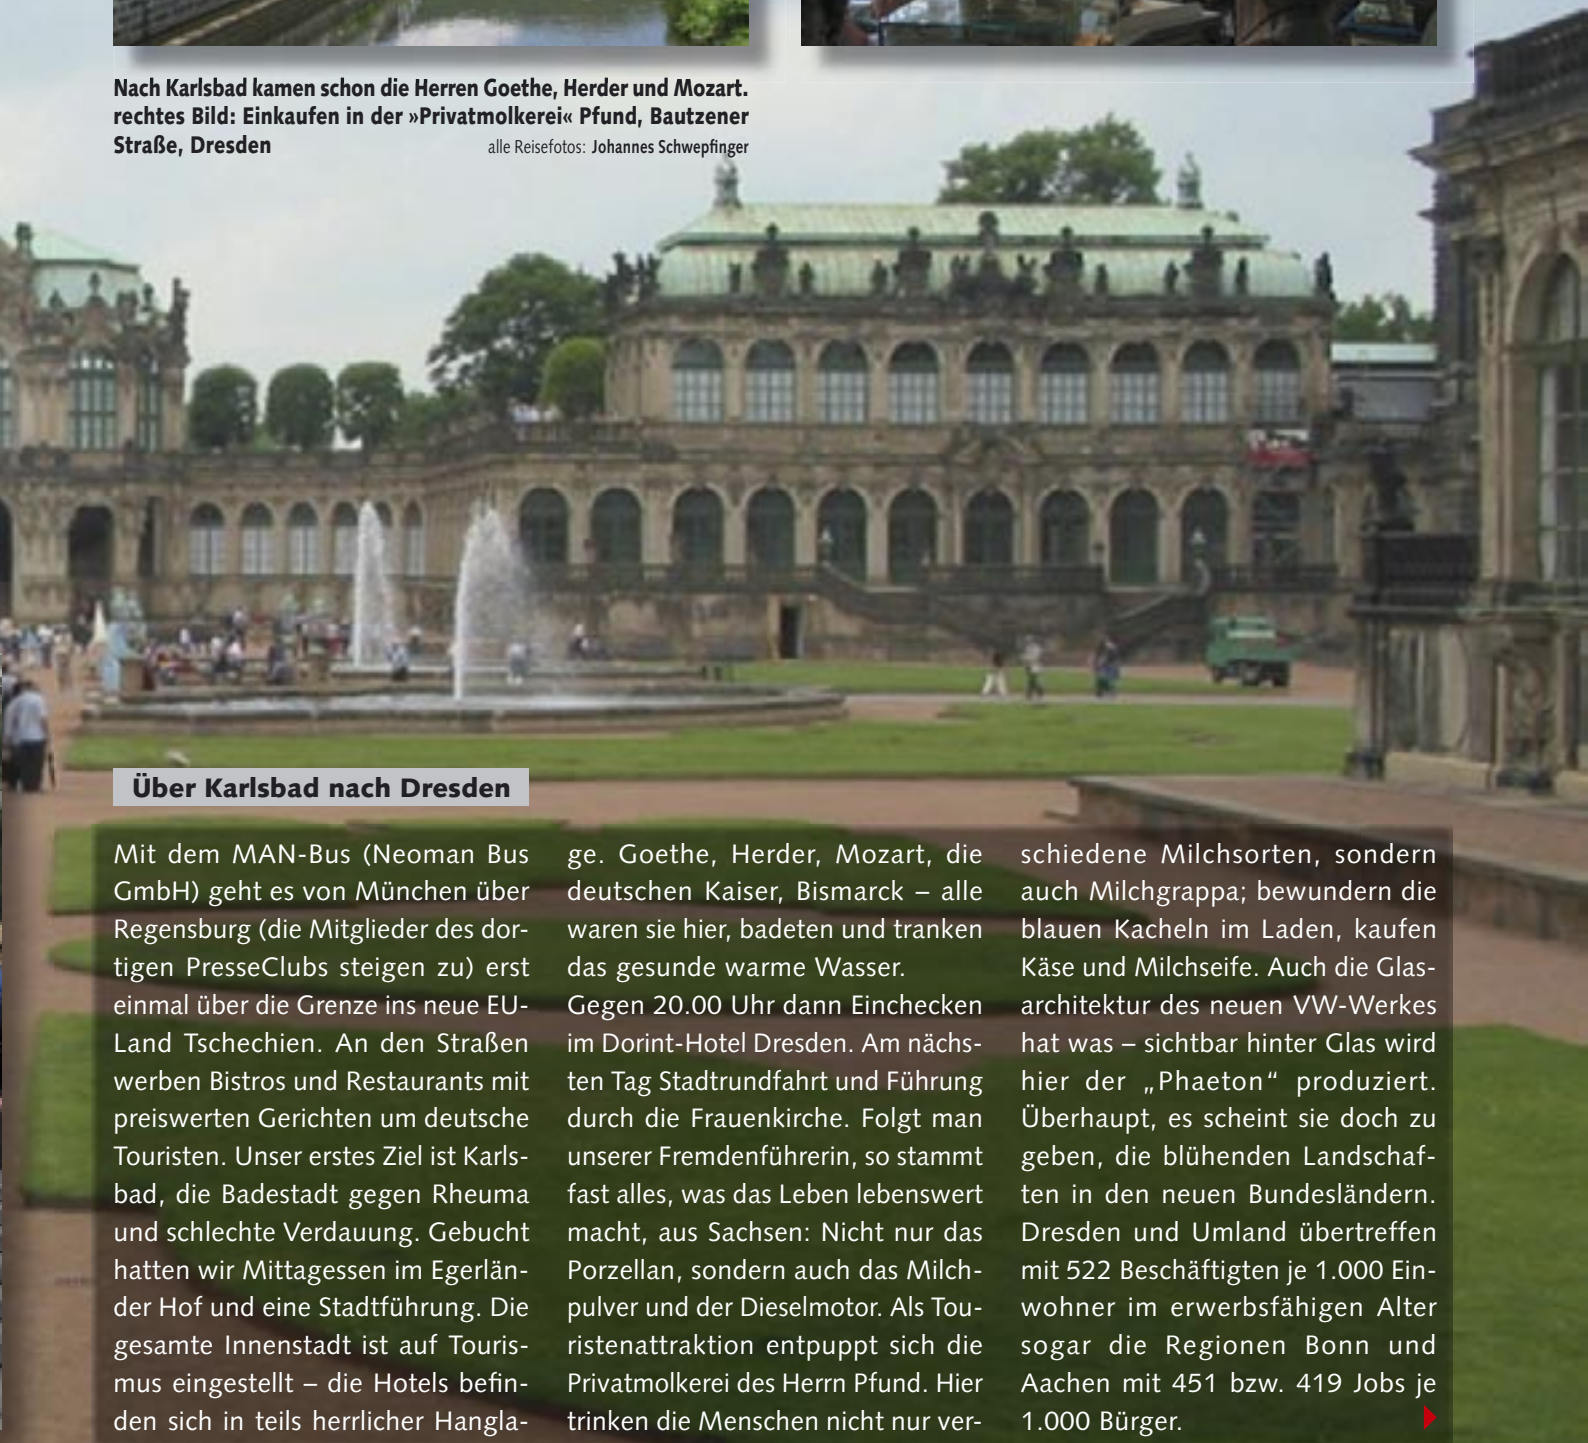 Nach Karlsbad kamen schon die Herren Goethe, Herder und Mozart.
rechtes Bild: Einkaufen in der »Privatmolkerei« Pfund, Bautzener
Straße, Dresden alle Reisefotos: Johannes Schwepfinger
Über Karlsbad nach Dresden
Mit dem MAN-Bus (Neoman Bus
GmbH) geht es von München über
Regensburg (die Mitglieder des dor-
tigen PresseClubs steigen zu) erst
einmal über die Grenze ins neue EU-
Land Tschechien. An den Straßen
werben Bistros und Restaurants mit
preiswerten Gerichten um deutsche
Touristen. Unser erstes Ziel ist Karls-
bad, die Badestadt gegen Rheuma
und schlechte Verdauung. Gebucht
hatten wir Mittagessen im Egerlän-
der Hof und eine Stadtführung. Die
gesamte Innenstadt ist auf Touris-
mus eingestellt – die Hotels befin-
den sich in teils herrlicher Hangla-
ge. Goethe, Herder, Mozart, die
deutschen Kaiser, Bismarck – alle
waren sie hier, badeten und tranken
das gesunde warme Wasser.
Gegen 20.00 Uhr dann Einchecken
im Dorint-Hotel Dresden. Am nächs-
ten Tag Stadtrundfahrt und Führung
durch die Frauenkirche. Folgt man
unserer Fremdenführerin, so stammt
fast alles, was das Leben lebenswert
macht, aus Sachsen: Nicht nur das
Porzellan, sondern auch das Milch-
pulver und der Dieselmotor. Als Tou-
ristenattraktion entpuppt sich die
Privatmolkerei des Herrn Pfund. Hier
trinken die Menschen nicht nur ver-
schiedene Milchsorten, sondern
auch Milchgrappa; bewundern die
blauen Kacheln im Laden, kaufen
Käse und Milchseife. Auch die Glas-
architektur des neuen VW-Werkes
hat was – sichtbar hinter Glas wird
hier der „Phaeton“ produziert.
Überhaupt, es scheint sie doch zu
geben, die blühenden Landschaf-
ten in den neuen Bundesländern.
Dresden und Umland übertreffen
mit 522 Beschäftigten je 1.000 Ein-
wohner im erwerbsfähigen Alter
sogar die Regionen Bonn und
Aachen mit 451 bzw. 419 Jobs je
1.000 Bürger.